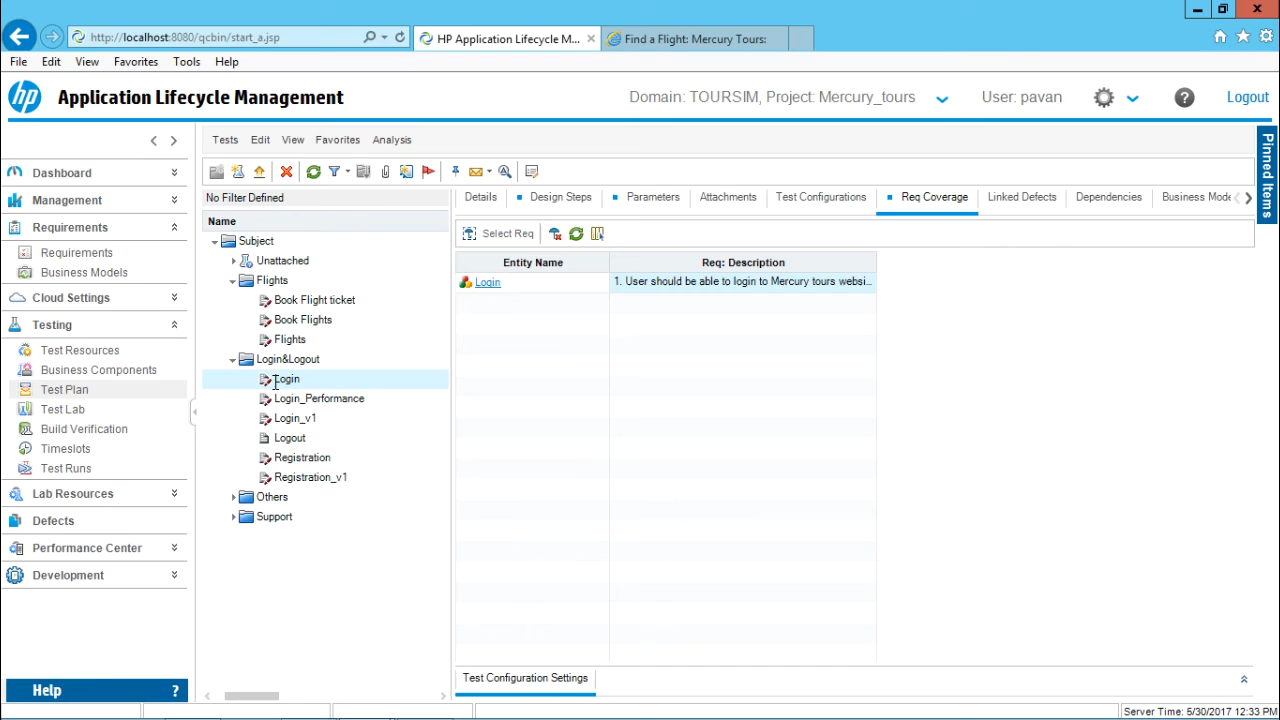 http://localhost:8080/qcbin/start_a.jsp
HP Application Lifecycle M...
Find a Flight: Mercury Tours:
File Edit View Favorites Tools Help
hp
Application Lifecycle Management
Domain: TOURSIM, Project: Mercury_tours
User: pavan
?
Logout
Pinned Items
Dashboard
Management
Requirements
Requirements
Business Models
Cloud Settings
Testing
Test Resources
Business Components
Test Plan
Test Lab
Build Verification
Timeslots
Test Runs
Lab Resources
Defects
Performance Center
Development
Help ?
Tests Edit View Favorites Analysis
No Filter Defined
Name
Subject
Unattached
Flights
Book Flight ticket
Book Flights
Flights
Login&Logout
Login
Login_Performance
Login_v1
Logout
Registration
Registration_v1
Others
Support
Details Design Steps Parameters Attachments Test Configurations Req Coverage Linked Defects Dependencies Business Mode
Select Req
Entity Name Req: Description
Login 1. User should be able to login to Mercury tours websi...
Test Configuration Settings
Server Time: 5/30/2017 12:33 PM